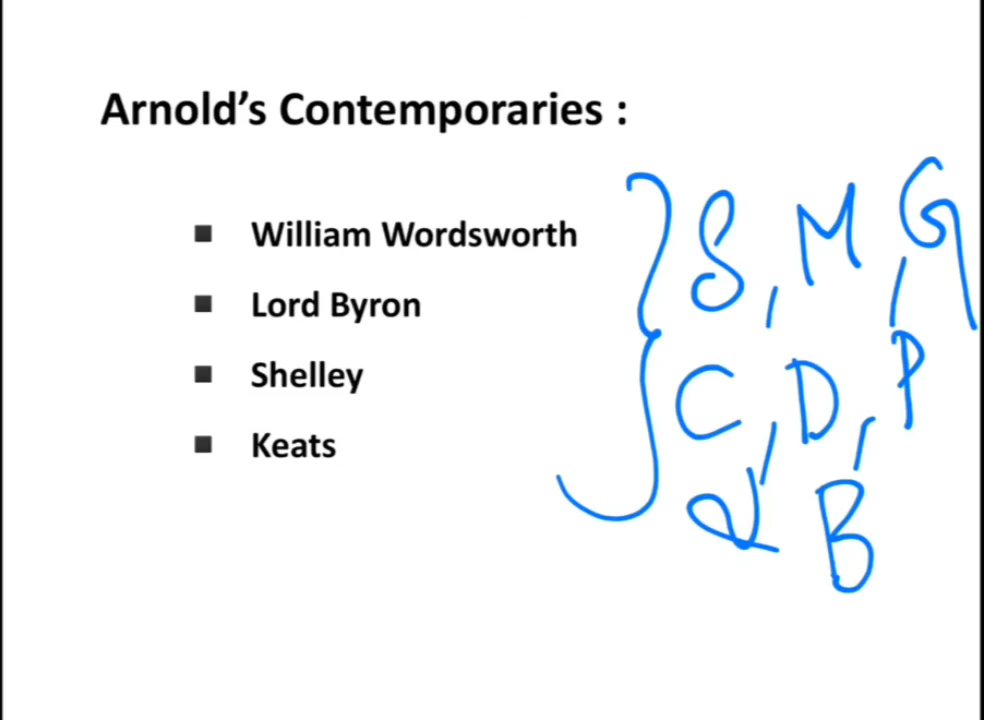 Arnold's Contemporaries :
▪ William Wordsworth
▪ Lord Byron
▪ Shelley
▪ Keats
S, M, G
C, D, P
& B